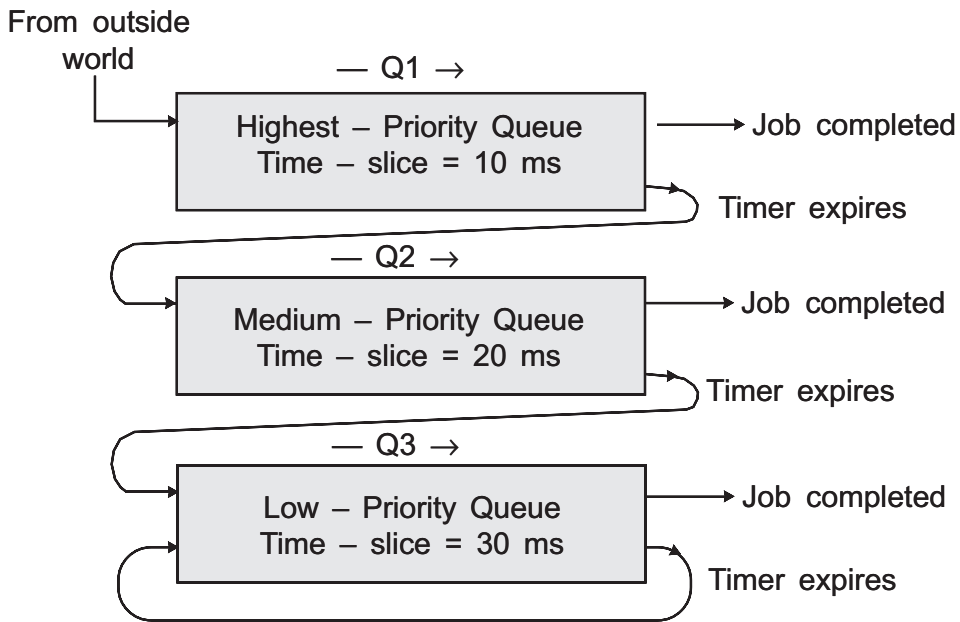 From outside
world
— Q1 →
Highest – Priority Queue
Time – slice = 10 ms
Job completed
Timer expires
— Q2 →
Medium – Priority Queue
Time – slice = 20 ms
Job completed
Timer expires
— Q3 →
Low – Priority Queue
Time – slice = 30 ms
Job completed
Timer expires